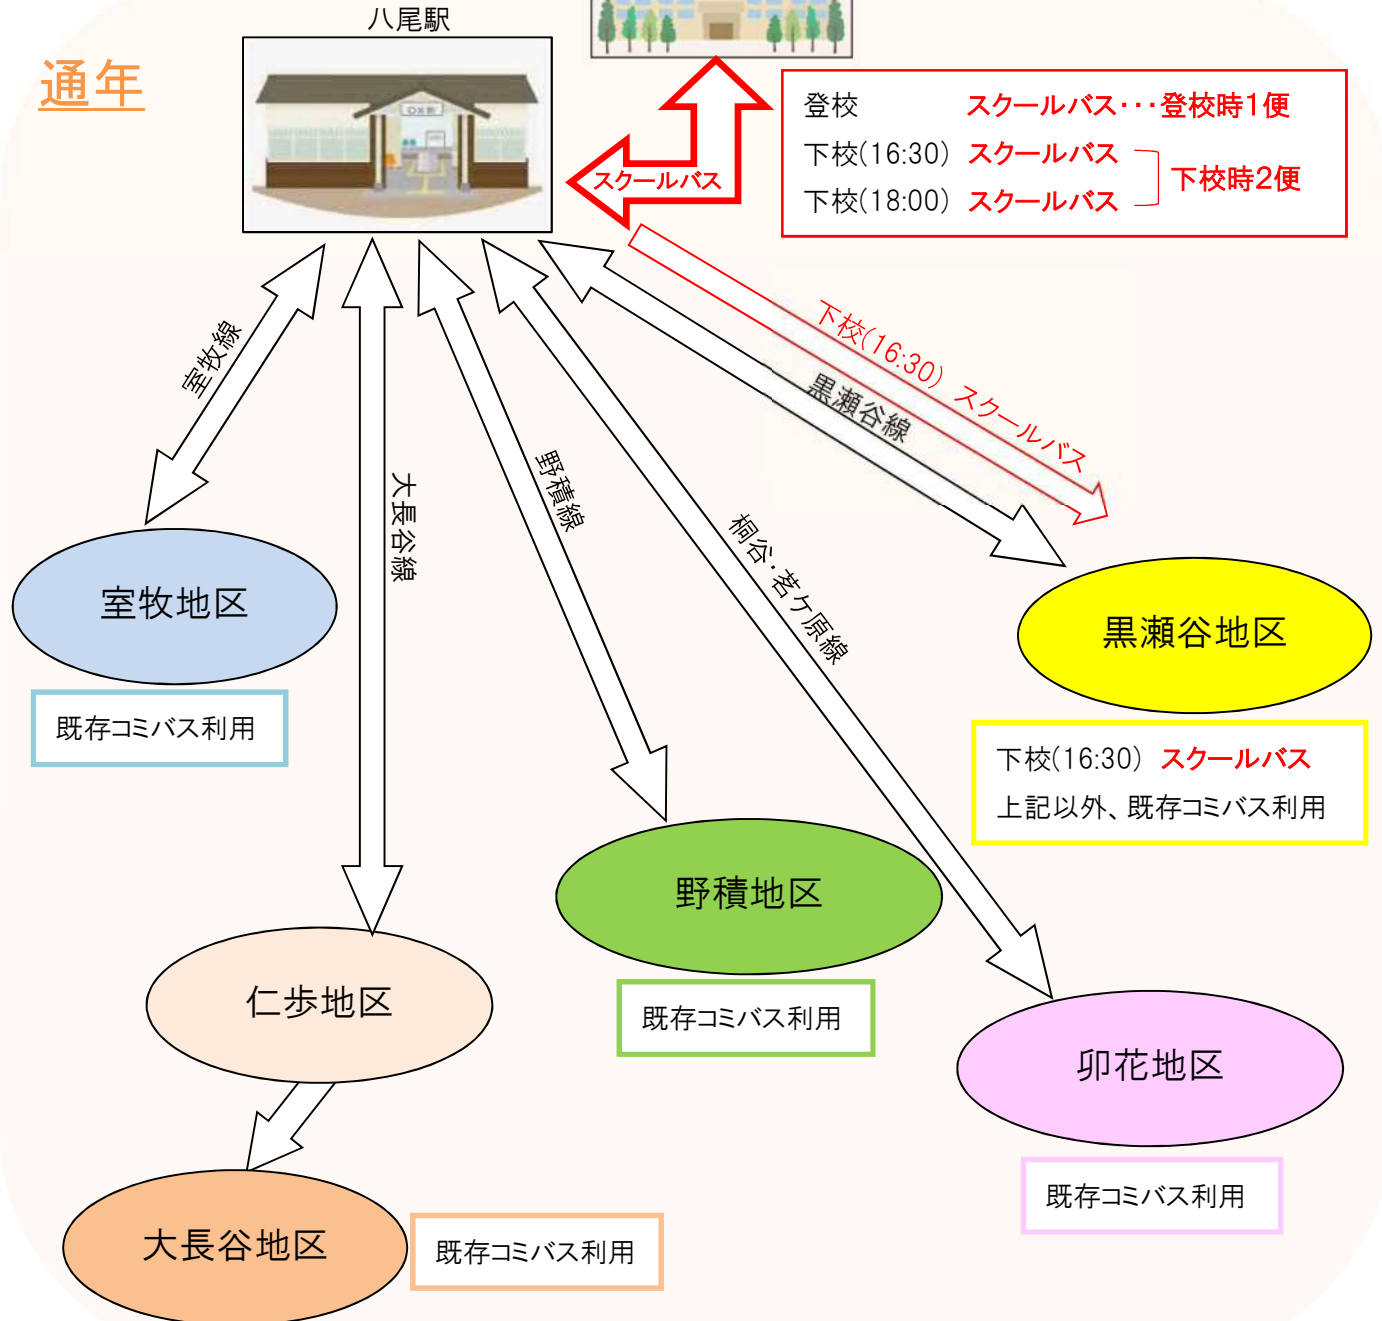 八尾駅
通年
登校 スクールバス・・・登校時1便
下校(16:30) スクールバス
下校時2便
下校(18:00) スクールバス
スクールバス
下校(16:30) スクールバス
室牧線
黒瀬谷線
大長谷線
野積線
桐谷・茗ケ原線
室牧地区
既存コミバス利用
黒瀬谷地区
下校(16:30) スクールバス
上記以外、既存コミバス利用
野積地区
既存コミバス利用
仁歩地区
卯花地区
既存コミバス利用
大長谷地区
既存コミバス利用